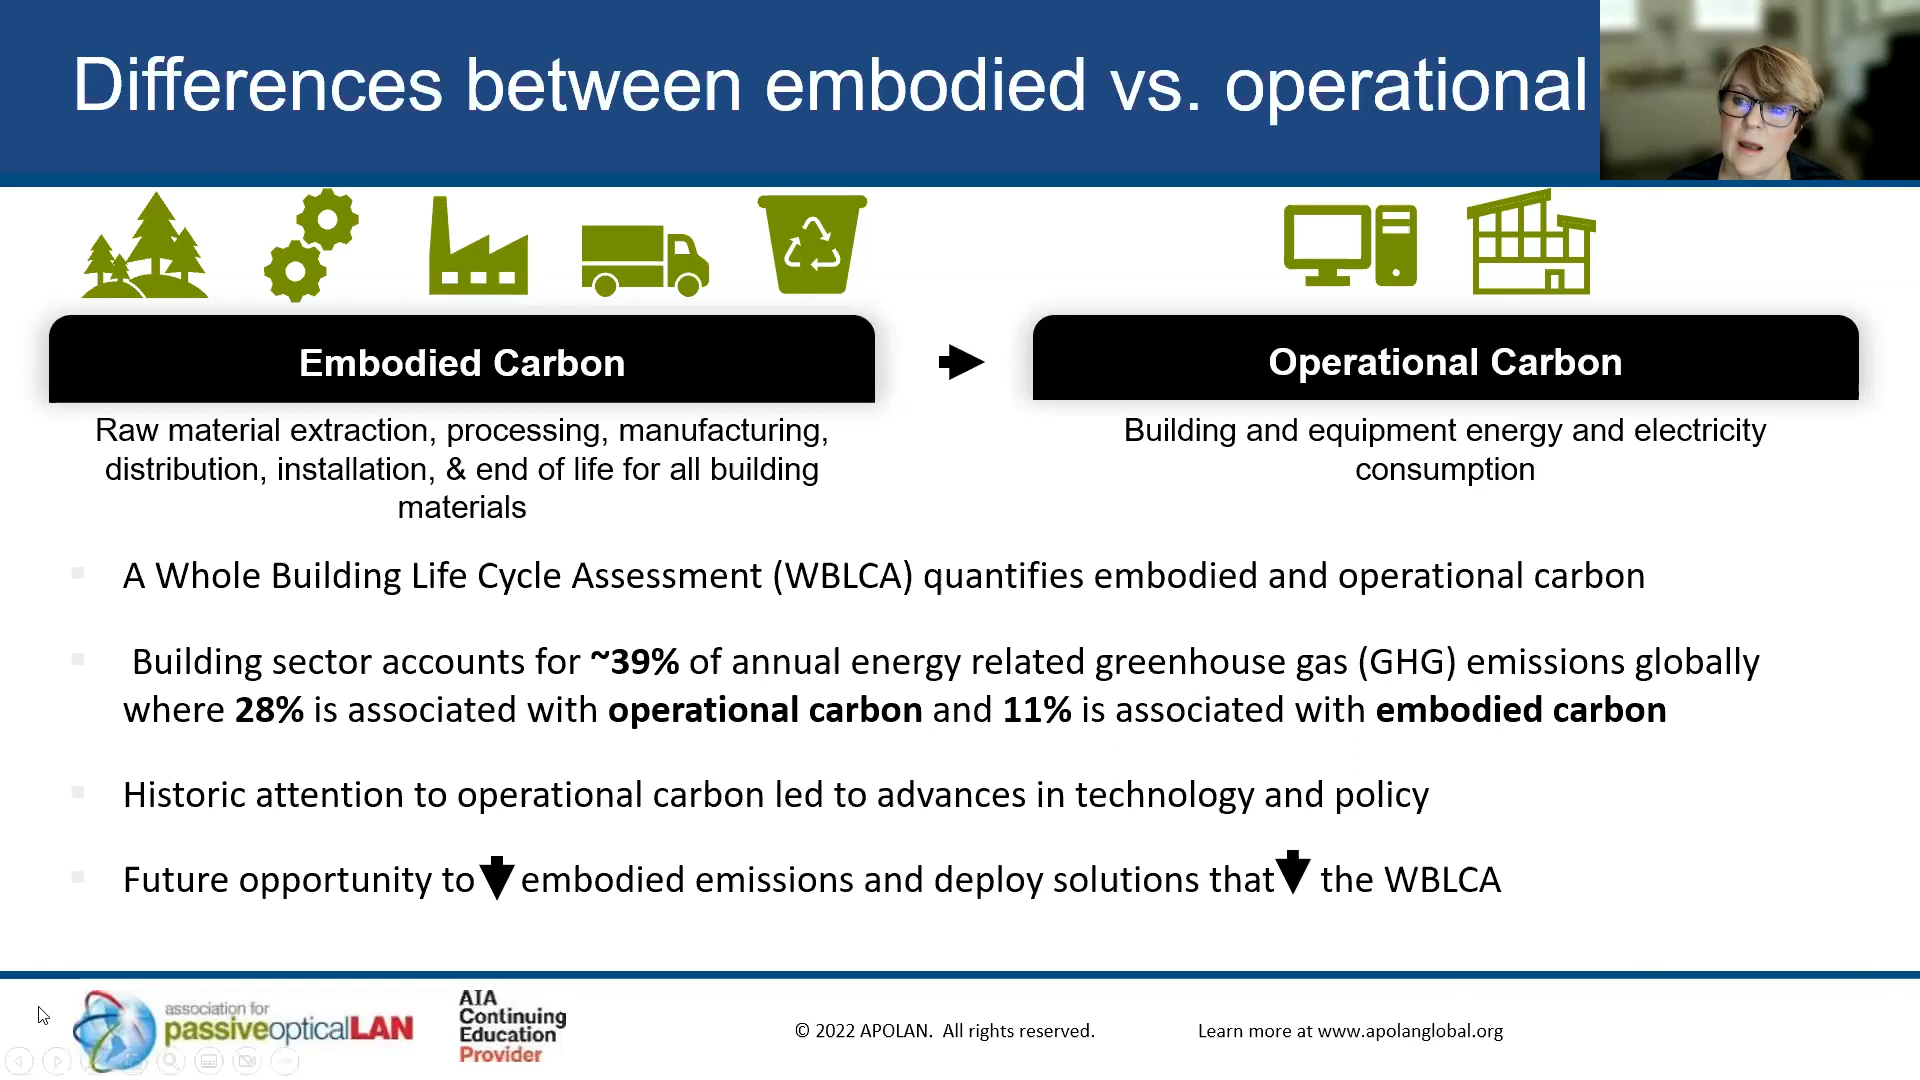 Differences between embodied vs. operational
Embodied Carbon
Raw material extraction, processing, manufacturing,
distribution, installation, & end of life for all building
materials
Operational Carbon
Building and equipment energy and electricity
consumption
A Whole Building Life Cycle Assessment (WBLCA) quantifies embodied and operational carbon
Building sector accounts for ~39% of annual energy related greenhouse gas (GHG) emissions globally
where 28% is associated with operational carbon and 11% is associated with embodied carbon
Historic attention to operational carbon led to advances in technology and policy
Future opportunity to embodied emissions and deploy solutions that the WBLCA
association for
passiveopticalLAN
AIA
Continuing
Education
Provider
© 2022 APOLAN. All rights reserved.
Learn more at www.apolanglobal.org